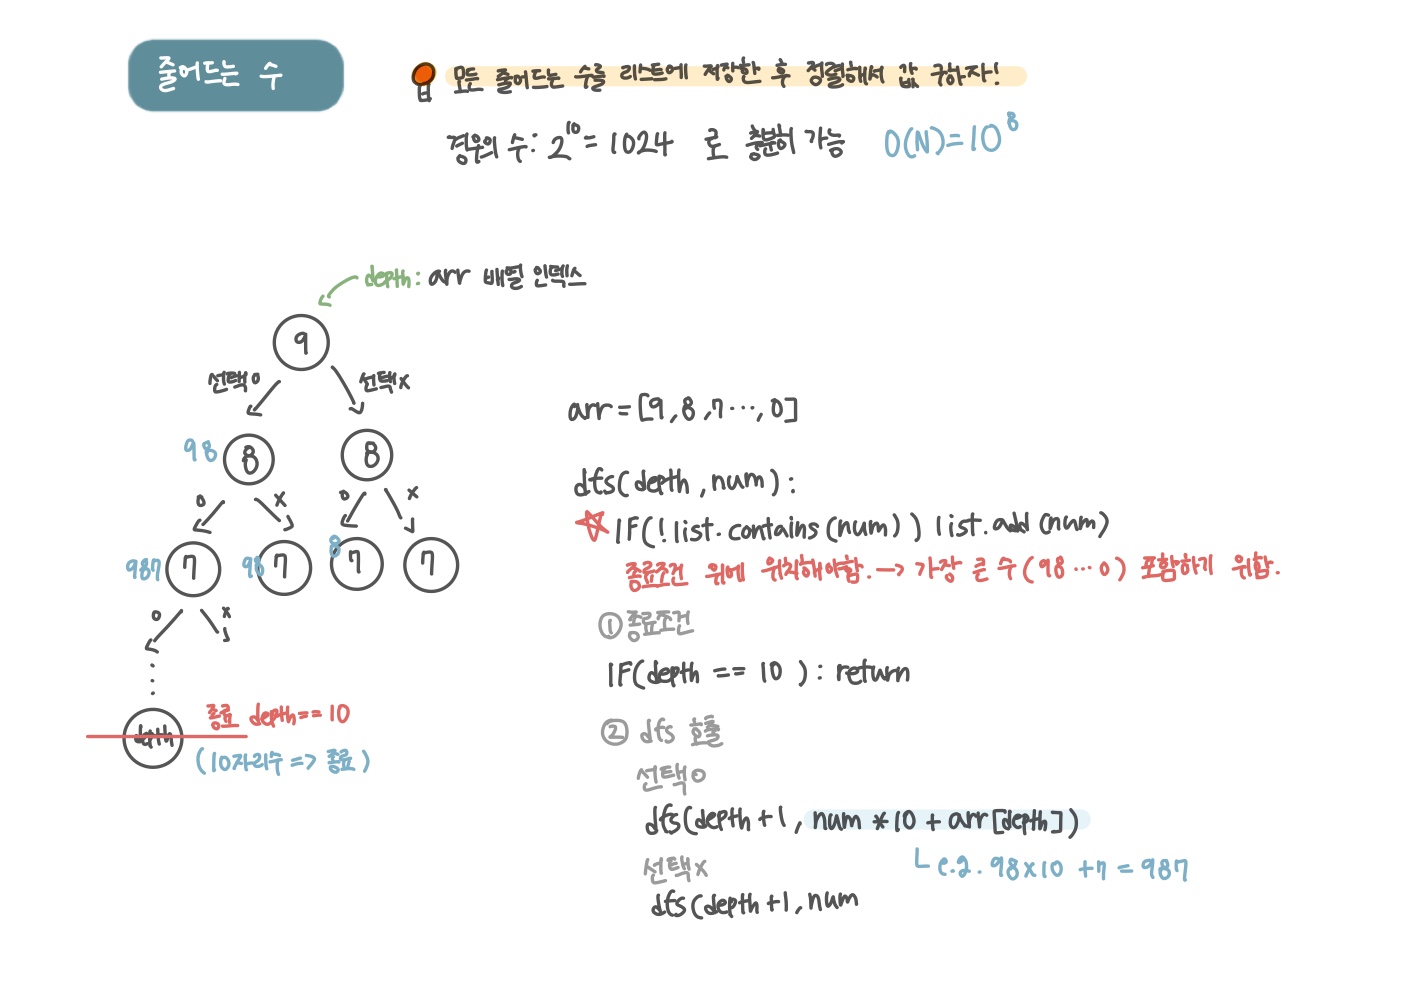 줄어드는 수
모든 줄어드는 수를 리스트에 저장한 후 정렬해서 값 구하자!
경우의 수: 2^10 = 1024 로 충분히 가능 O(N)=10^8
depth: arr 배열 인덱스
9
선택o 선택x
98 8 8
o x o x
987 7 98 7 8 7 7
o x
depth
종료 depth==10
(10자리수 => 종료)
arr=[9,8,7···,0]
dfs(depth,num):
☆ IF(!list.contains(num)) list.add(num)
종료조건 위에 위치해야함.—> 가장 큰 수(98···0) 포함하기 위함.
① 종료조건
IF(depth == 10 ): return
② dfs 호출
선택o
dfs(depth+1, num*10 + arr[depth])
ㄴ e.g. 98x10 +7 = 987
선택x
dfs(depth+1, num